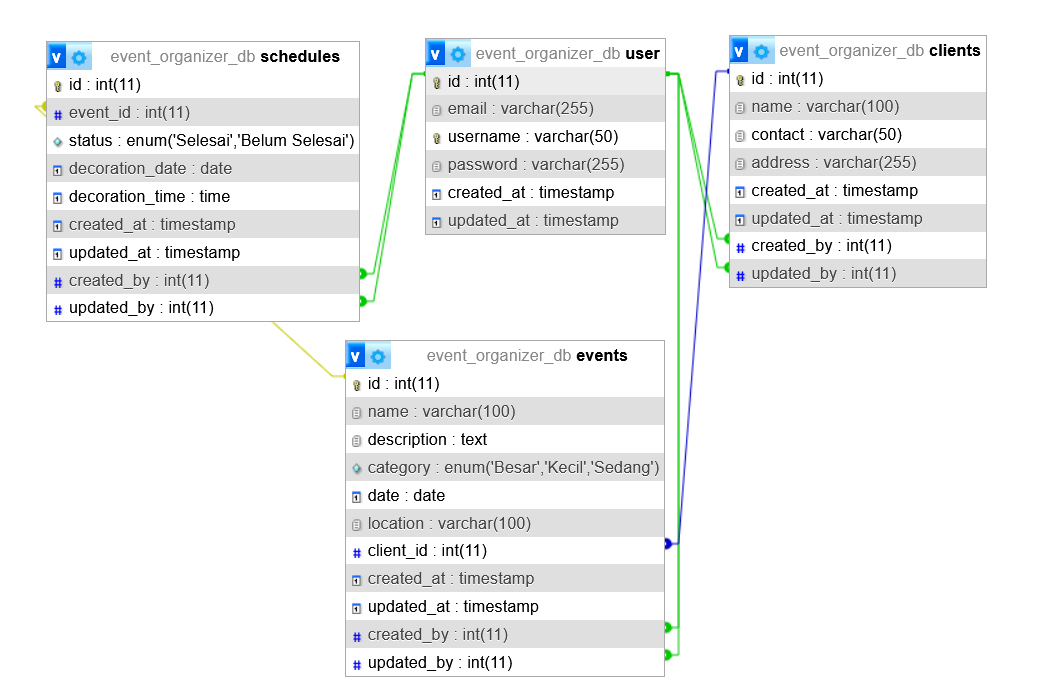 v event_organizer_db schedules
id : int(11)
# event_id : int(11)
status : enum('Selesai','Belum Selesai')
decoration_date : date
decoration_time : time
created_at : timestamp
updated_at : timestamp
# created_by : int(11)
# updated_by : int(11)
v event_organizer_db user
id : int(11)
email : varchar(255)
username : varchar(50)
password : varchar(255)
created_at : timestamp
updated_at : timestamp
v event_organizer_db clients
id : int(11)
name : varchar(100)
contact : varchar(50)
address : varchar(255)
created_at : timestamp
updated_at : timestamp
# created_by : int(11)
# updated_by : int(11)
v event_organizer_db events
id : int(11)
name : varchar(100)
description : text
category : enum('Besar','Kecil','Sedang')
date : date
location : varchar(100)
# client_id : int(11)
created_at : timestamp
updated_at : timestamp
# created_by : int(11)
# updated_by : int(11)